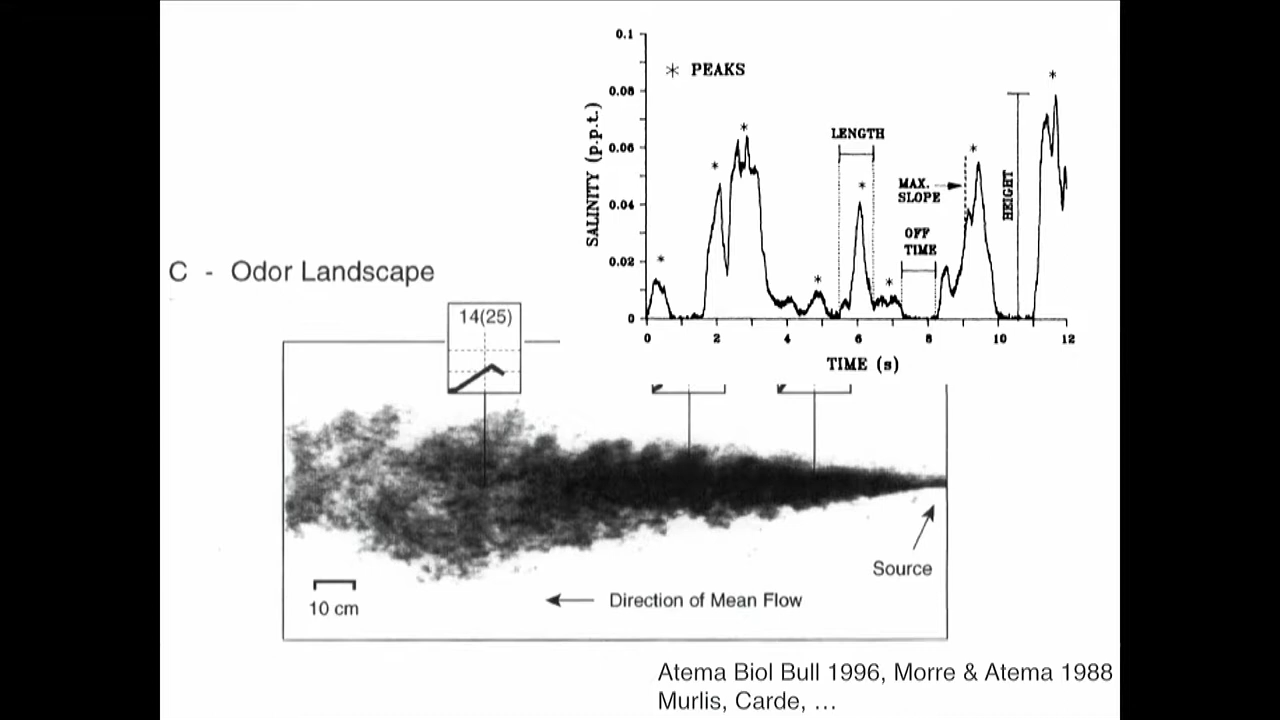 0.1
* PEAKS
0.08
0.06
0.04
0.02
0
SALINITY (p.p.t.)
LENGTH
MAX.
SLOPE
OFF
TIME
HEIGHT
0 2 4 6 8 10 12
TIME (s)
C - Odor Landscape
14(25)
Source
10 cm
Direction of Mean Flow
Atema Biol Bull 1996, Morre & Atema 1988
Murlis, Carde, ...